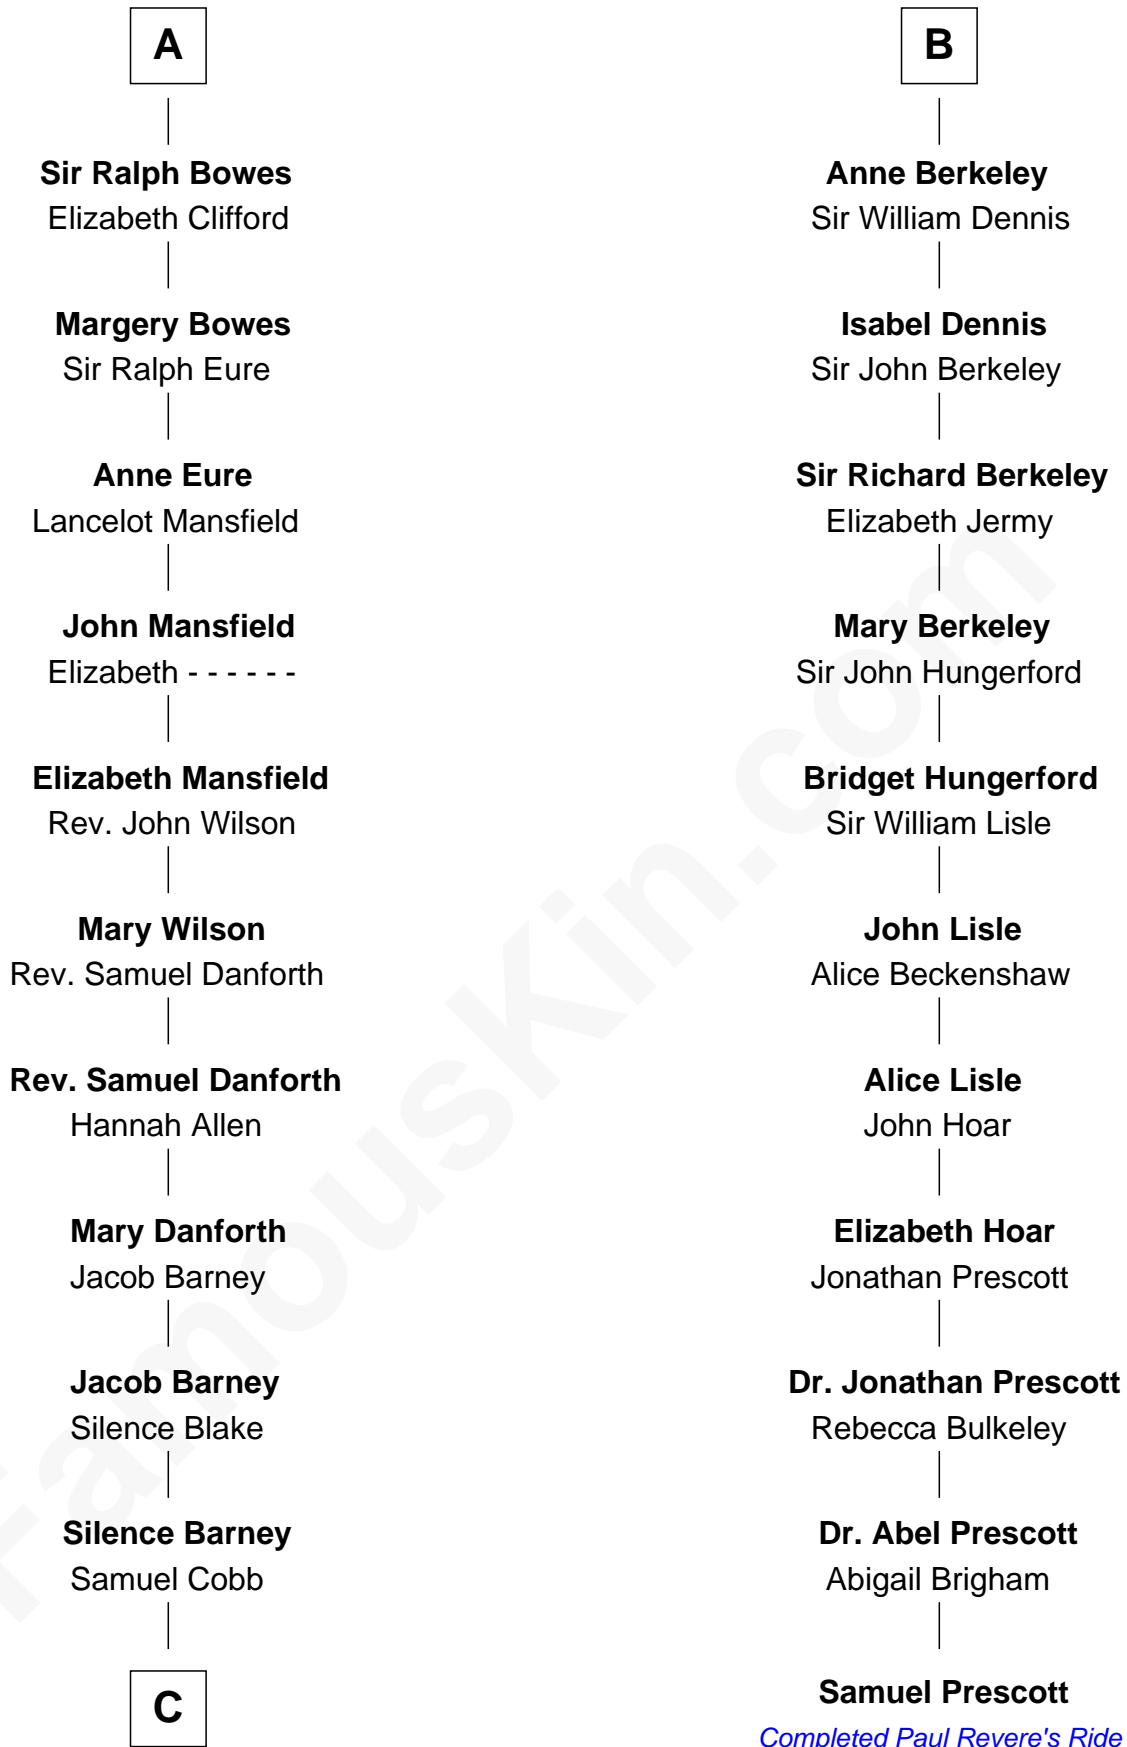 A
Sir Ralph Bowes
Elizabeth Clifford
Margery Bowes
Sir Ralph Eure
Anne Eure
Lancelot Mansfield
John Mansfield
Elizabeth - - - - - -
Elizabeth Mansfield
Rev. John Wilson
Mary Wilson
Rev. Samuel Danforth
Rev. Samuel Danforth
Hannah Allen
Mary Danforth
Jacob Barney
Jacob Barney
Silence Blake
Silence Barney
Samuel Cobb
C
B
Anne Berkeley
Sir William Dennis
Isabel Dennis
Sir John Berkeley
Sir Richard Berkeley
Elizabeth Jermy
Mary Berkeley
Sir John Hungerford
Bridget Hungerford
Sir William Lisle
John Lisle
Alice Beckenshaw
Alice Lisle
John Hoar
Elizabeth Hoar
Jonathan Prescott
Dr. Jonathan Prescott
Rebecca Bulkeley
Dr. Abel Prescott
Abigail Brigham
Samuel Prescott
Completed Paul Revere's Ride
FamousKin.com